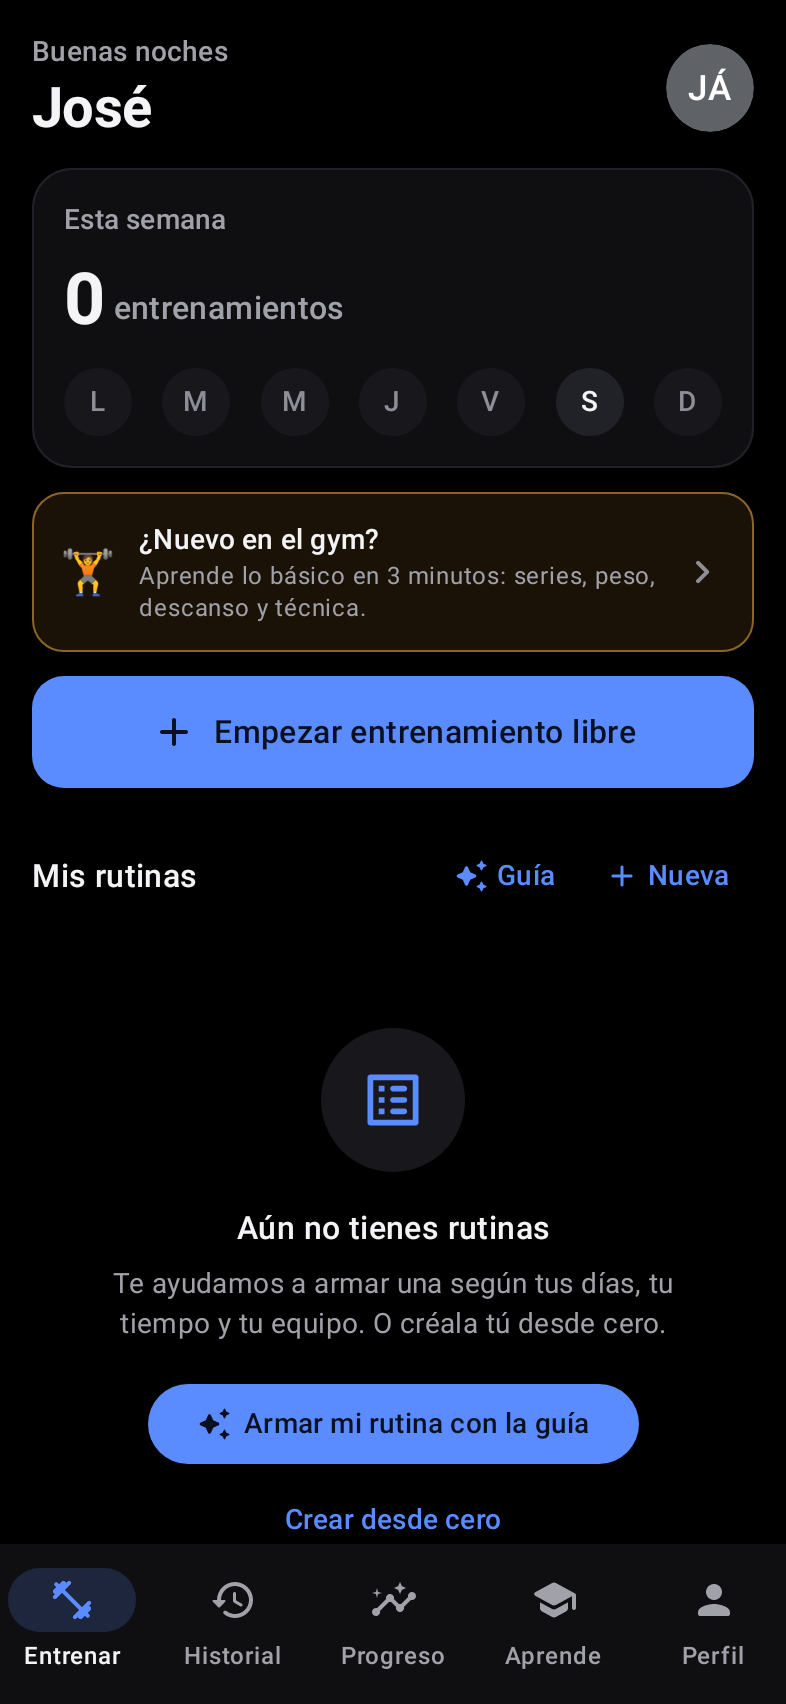 Buenas noches
José
JÁ
Esta semana
0 entrenamientos
L M M J V S D
¿Nuevo en el gym?
Aprende lo básico en 3 minutos: series, peso,
descanso y técnica.
Empezar entrenamiento libre
Mis rutinas
Guía
Nueva
Aún no tienes rutinas
Te ayudamos a armar una según tus días, tu
tiempo y tu equipo. O créala tú desde cero.
Armar mi rutina con la guía
Crear desde cero
Entrenar
Historial
Progreso
Aprende
Perfil